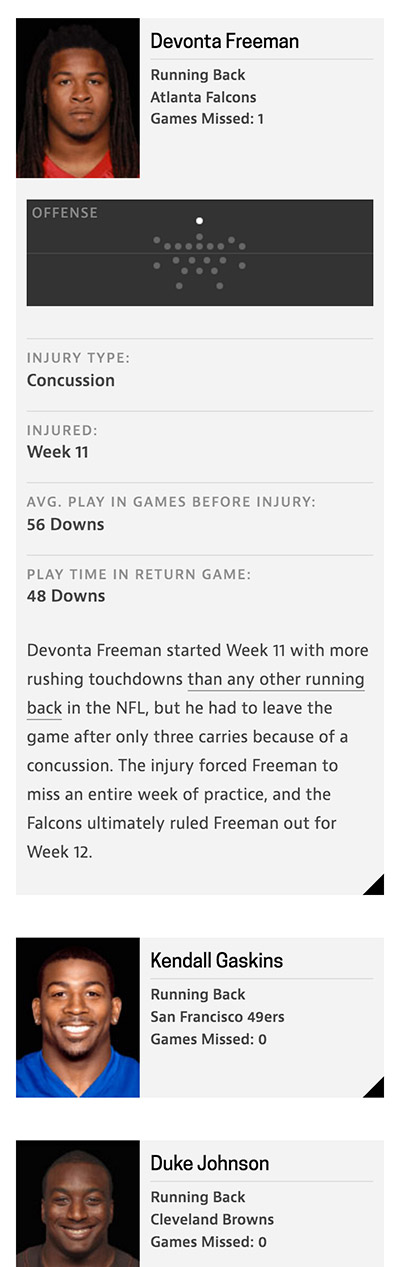 Devonta Freeman
Running Back
Atlanta Falcons
Games Missed: 1
OFFENSE
INJURY TYPE:
Concussion
INJURED:
Week 11
AVG. PLAY IN GAMES BEFORE INJURY:
56 Downs
PLAY TIME IN RETURN GAME:
48 Downs
Devonta Freeman started Week 11 with more
rushing touchdowns than any other running
back in the NFL, but he had to leave the
game after only three carries because of a
concussion. The injury forced Freeman to
miss an entire week of practice, and the
Falcons ultimately ruled Freeman out for
Week 12.
Kendall Gaskins
Running Back
San Francisco 49ers
Games Missed: 0
Duke Johnson
Running Back
Cleveland Browns
Games Missed: 0